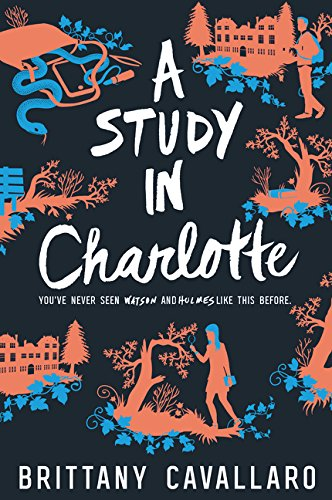 A
STUDY
IN
Charlotte
YOU'VE NEVER SEEN WATSON AND HOLMES LIKE THIS BEFORE.
BRITTANY CAVALLARO